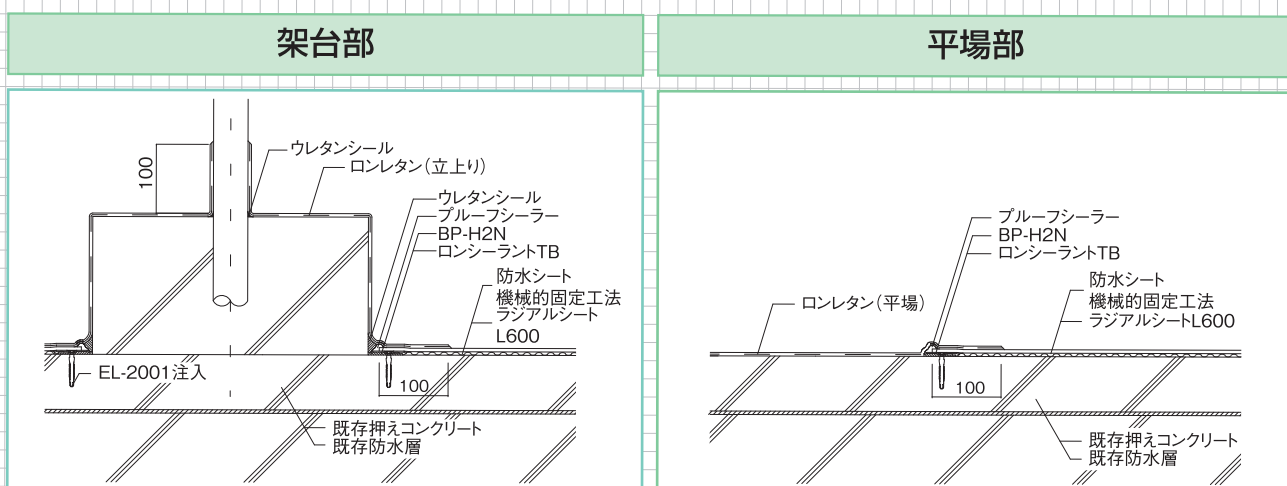 架台部
ウレタンシール
ロンレタン(立上り)
100
ウレタンシール
プルーフシーラー
BP-H2N
ロンシーラントTB
防水シート
機械的固定工法
ラジアルシート
L600
EL-2001注入
100
既存押えコンクリート
既存防水層
平場部
プルーフシーラー
BP-H2N
ロンシーラントTB
防水シート
機械的固定工法
ラジアルシートL600
ロンレタン(平場)
100
既存押えコンクリート
既存防水層